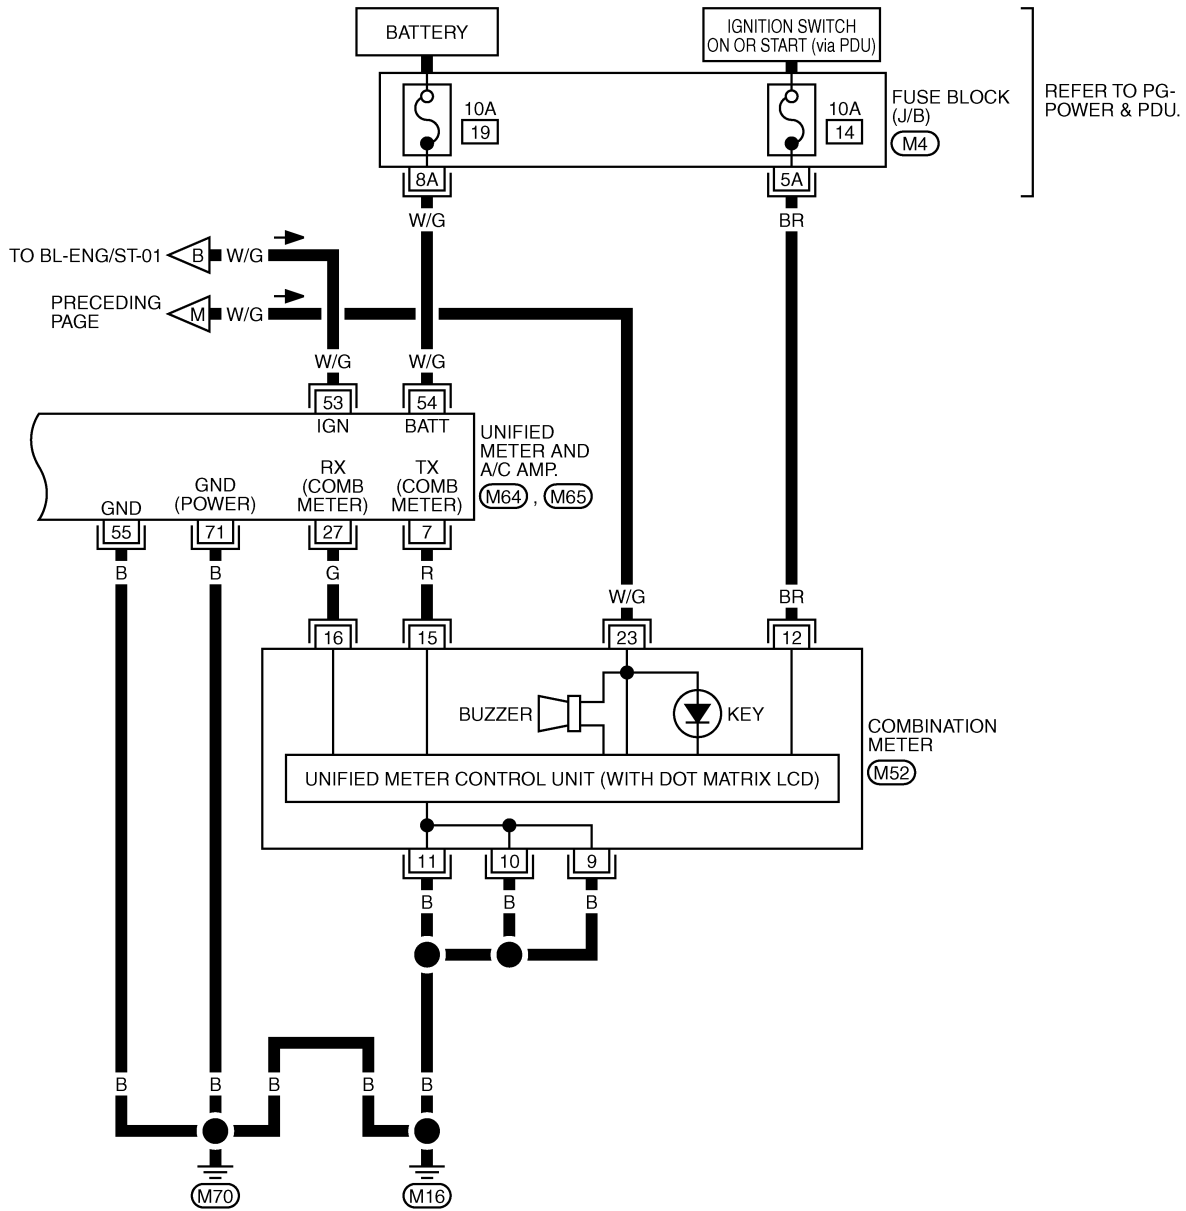 BATTERY
IGNITION SWITCH
ON OR START (via PDU)
10A
19
10A
14
FUSE BLOCK
(J/B)
M4
REFER TO PG-
POWER & PDU.
8A
5A
W/G
BR
TO BL-ENG/ST-01
B
W/G
PRECEDING
PAGE
M
W/G
W/G
W/G
53
54
IGN
BATT
UNIFIED
METER AND
A/C AMP.
M64 , M65
GND
GND
(POWER)
RX
(COMB
METER)
TX
(COMB
METER)
55
71
27
7
B
B
G
R
W/G
BR
16
15
23
12
BUZZER
KEY
COMBINATION
METER
M52
UNIFIED METER CONTROL UNIT (WITH DOT MATRIX LCD)
11
10
9
B
B
B
B
B
B
B
B
M70
M16